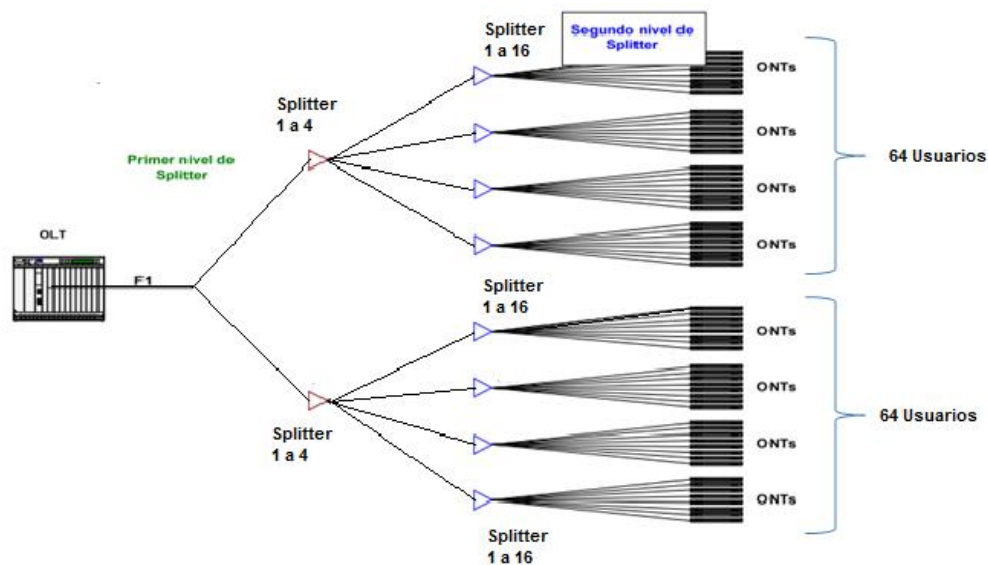 Splitter
1 a 16
Segundo nivel de
Splitter
ONTs
Splitter
1 a 4
ONTs
Primer nivel de
Splitter
64 Usuarios
ONTs
OLT
ONTs
F1
Splitter
1 a 16
ONTs
ONTs
64 Usuarios
Splitter
1 a 4
ONTs
ONTs
Splitter
1 a 16